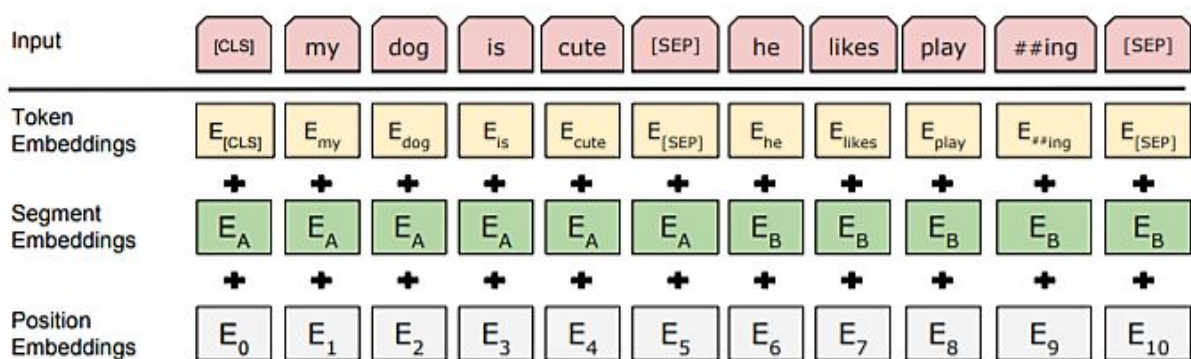 Input [CLS] my dog is cute [SEP] he likes play ##ing [SEP]
Token Embeddings E[CLS] Emy Edog Eis Ecute E[SEP] Ehe Elikes Eplay E##ing E[SEP]
+ + + + + + + + + + +
Segment Embeddings EA EA EA EA EA EA EB EB EB EB EB
+ + + + + + + + + + +
Position Embeddings E0 E1 E2 E3 E4 E5 E6 E7 E8 E9 E10